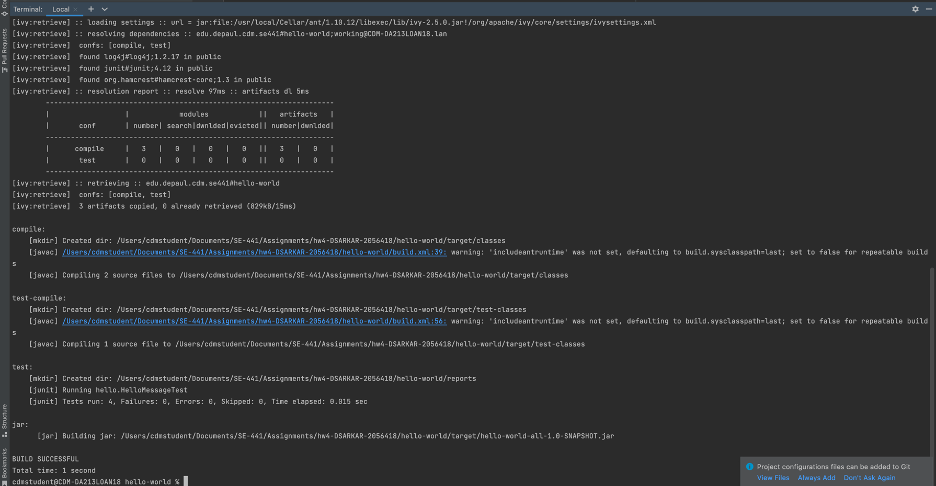 Terminal: Local × +
[ivy:retrieve] :: loading settings :: url = jar:file:/usr/local/Cellar/ant/1.10.12/libexec/lib/ivy-2.5.0.jar!/org/apache/ivy/core/settings/ivysettings.xml
[ivy:retrieve] :: resolving dependencies :: edu.depaul.cdm.se441#hello-world;working@COM-DA213LOAN18.lan
[ivy:retrieve] confs: [compile, test]
[ivy:retrieve] found log4j#log4j;1.2.17 in public
[ivy:retrieve] found junit#junit;4.12 in public
[ivy:retrieve] found org.hamcrest#hamcrest-core;1.3 in public
[ivy:retrieve] :: resolution report :: resolve 97ms :: artifacts dl 5ms
---------------------------------------------------------------------
| | modules || artifacts |
| conf | number| search|dwnlded|evicted|| number|dwnlded|
---------------------------------------------------------------------
| compile | 3 | 0 | 0 | 0 || 3 | 0 |
| test | 0 | 0 | 0 | 0 || 0 | 0 |
---------------------------------------------------------------------
[ivy:retrieve] :: retrieving :: edu.depaul.cdm.se441#hello-world
[ivy:retrieve] confs: [compile, test]
[ivy:retrieve] 3 artifacts copied, 0 already retrieved (829kB/15ms)
compile:
[mkdir] Created dir: /Users/cdmstudent/Documents/SE-441/Assignments/hw4-DSARKAR-2056418/hello-world/target/classes
[javac] /Users/cdmstudent/Documents/SE-441/Assignments/hw4-DSARKAR-2056418/hello-world/build.xml:39: warning: 'includeantruntime' was not set, defaulting to build.sysclasspath=last; set to false for repeatable build
s
[javac] Compiling 2 source files to /Users/cdmstudent/Documents/SE-441/Assignments/hw4-DSARKAR-2056418/hello-world/target/classes
test-compile:
[mkdir] Created dir: /Users/cdmstudent/Documents/SE-441/Assignments/hw4-DSARKAR-2056418/hello-world/target/test-classes
[javac] /Users/cdmstudent/Documents/SE-441/Assignments/hw4-DSARKAR-2056418/hello-world/build.xml:56: warning: 'includeantruntime' was not set, defaulting to build.sysclasspath=last; set to false for repeatable build
s
[javac] Compiling 1 source file to /Users/cdmstudent/Documents/SE-441/Assignments/hw4-DSARKAR-2056418/hello-world/target/test-classes
test:
[mkdir] Created dir: /Users/cdmstudent/Documents/SE-441/Assignments/hw4-DSARKAR-2056418/hello-world/reports
[junit] Running hello.HelloMessageTest
[junit] Tests run: 4, Failures: 0, Errors: 0, Skipped: 0, Time elapsed: 0.015 sec
jar:
[jar] Building jar: /Users/cdmstudent/Documents/SE-441/Assignments/hw4-DSARKAR-2056418/hello-world/target/hello-world-all-1.0-SNAPSHOT.jar
BUILD SUCCESSFUL
Total time: 1 second
cdmstudent@COM-DA213LOAN18 hello-world %
Pull Requests
Structure
Bookmarks
Project configurations files can be added to Git
View Files Always Add Don't Ask Again